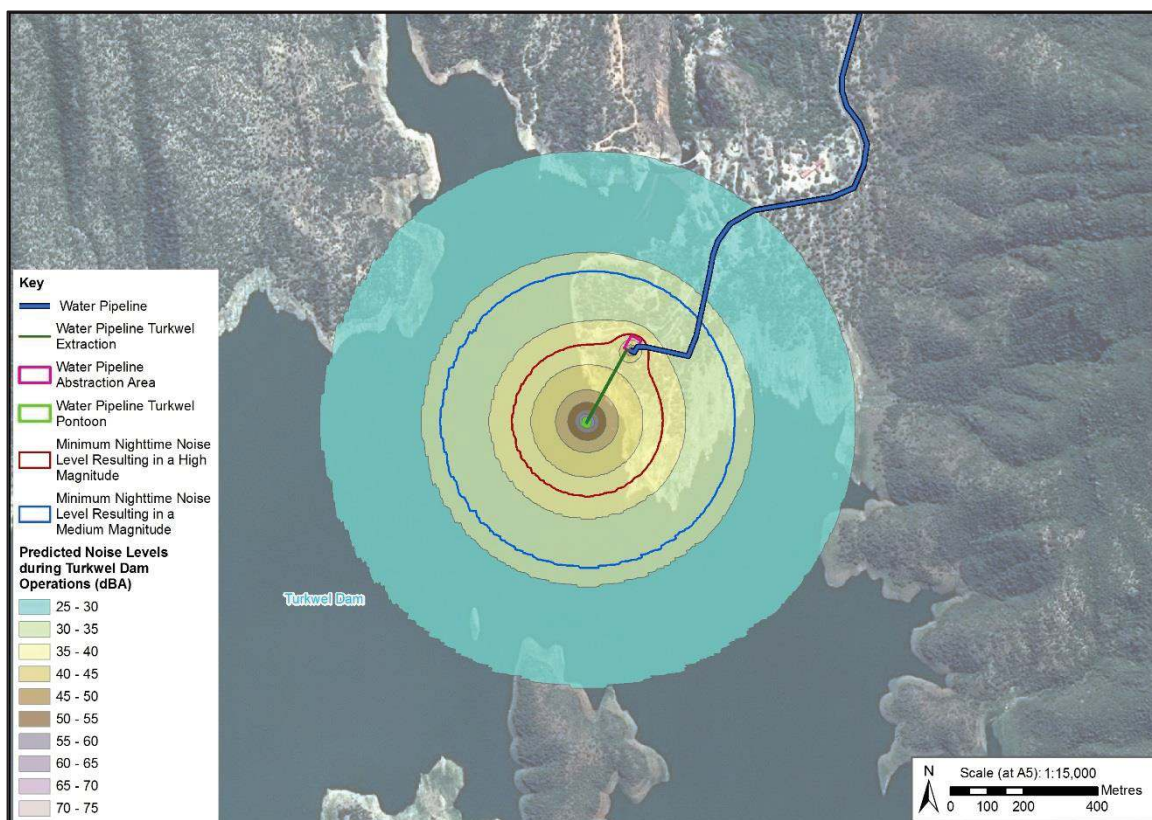 Key
Water Pipeline
Water Pipeline Turkwel
Extraction
Water Pipeline
Abstraction Area
Water Pipeline Turkwel
Pontoon
Minimum Nighttime Noise
Level Resulting in a High
Magnitude
Minimum Nighttime Noise
Level Resulting in a
Medium Magnitude
Predicted Noise Levels
during Turkwel Dam
Operations (dBA)
25 - 30
30 - 35
35 - 40
40 - 45
45 - 50
50 - 55
55 - 60
60 - 65
65 - 70
70 - 75
Turkwel Dam
N
Scale (at A5): 1:15,000
Metres
0 100 200 400